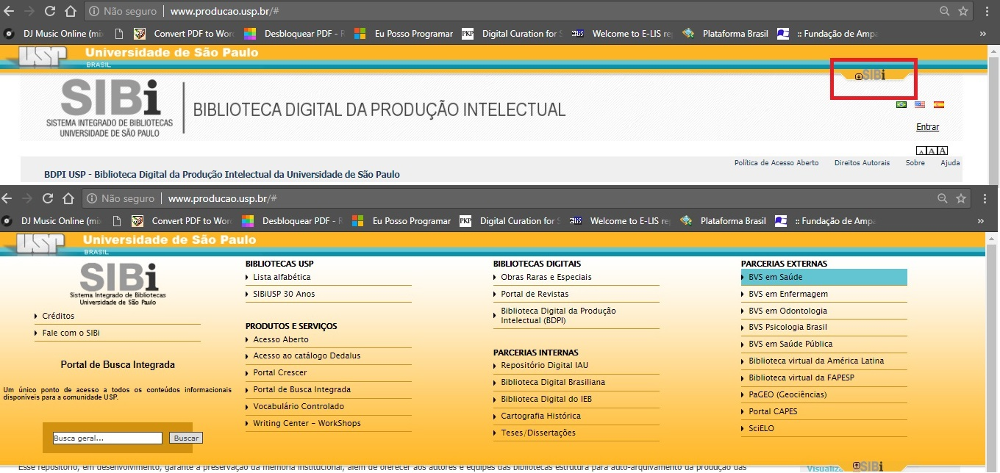 Não seguro | www.producao.usp.br/#
DJ Music Online (mi Convert PDF to Wor Desbloquear PDF - Eu Posso Programar PKP Digital Curation for Welcome to E-LIS re Plataforma Brasil :: Fundação de Ampa »
USP Universidade de São Paulo
BRASIL
SIBi
SIBi
SISTEMA INTEGRADO DE BIBLIOTECAS
UNIVERSIDADE DE SÃO PAULO
BIBLIOTECA DIGITAL DA PRODUÇÃO INTELECTUAL
Entrar
A A A
Política de Acesso Aberto Direitos Autorais Sobre Ajuda
BDPI USP - Biblioteca Digital da Produção Intelectual da Universidade de São Paulo
Não seguro | www.producao.usp.br/#
DJ Music Online (mi Convert PDF to Wor Desbloquear PDF - Eu Posso Programar PKP Digital Curation for Welcome to E-LIS re Plataforma Brasil :: Fundação de Ampa »
USP Universidade de São Paulo
BRASIL
SIBi
Sistema Integrado de Bibliotecas
Universidade de São Paulo
Créditos
Fale com o SIBi
Portal de Busca Integrada
Um único ponto de acesso a todos os conteúdos informacionais
disponíveis para a comunidade USP.
Busca geral... Buscar
BIBLIOTECAS USP
Lista alfabética
SIBiUSP 30 Anos
PRODUTOS E SERVIÇOS
Acesso Aberto
Acesso ao catálogo Dedalus
Portal Crescer
Portal de Busca Integrada
Vocabulário Controlado
Writing Center – WorkShops
BIBLIOTECAS DIGITAIS
Obras Raras e Especiais
Portal de Revistas
Biblioteca Digital da Produção
Intelectual (BDPI)
PARCERIAS INTERNAS
Repositório Digital IAU
Biblioteca Digital Brasiliana
Biblioteca Digital do IEB
Cartografia Histórica
Teses/Dissertações
PARCERIAS EXTERNAS
BVS em Saúde
BVS em Enfermagem
BVS em Odontologia
BVS Psicologia Brasil
BVS em Saúde Pública
Biblioteca virtual da América Latina
Biblioteca virtual da FAPESP
PaGEO (Geociências)
Portal CAPES
SciELO
SIBi
Esse repositório, em desenvolvimento, garante a preservação da memória institucional, além de oferecer aos autores e equipes das bibliotecas estrutura para auto-arquivamento da produção das
Visualiza